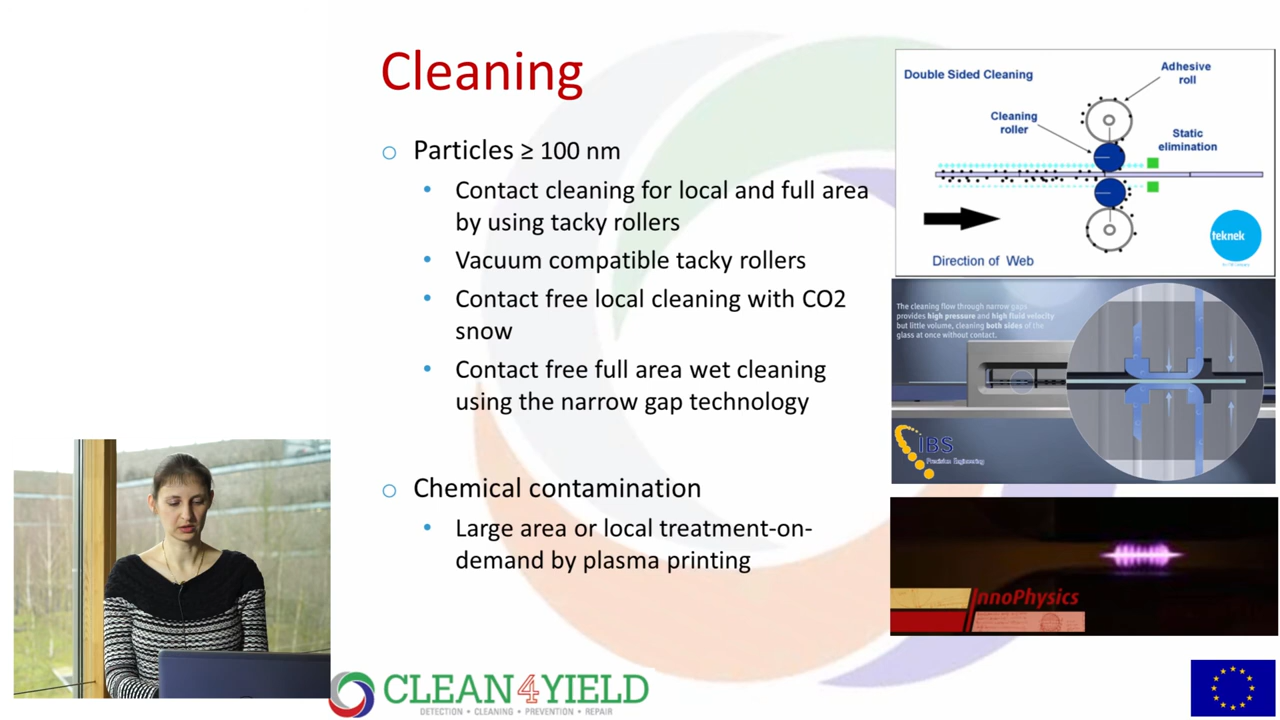 Cleaning
Particles ≥ 100 nm
Contact cleaning for local and full area
by using tacky rollers
Vacuum compatible tacky rollers
Contact free local cleaning with CO2
snow
Contact free full area wet cleaning
using the narrow gap technology
Chemical contamination
Large area or local treatment-on-
demand by plasma printing
Double Sided Cleaning
Adhesive
roll
Cleaning
roller
Static
elimination
Direction of Web
teknek
The cleaning flow through narrow gaps
provides high pressure and high fluid velocity
but little volume, cleaning both sides of the
glass at once without contact.
IBS
Precision Engineering
InnoPhysics
CLEAN4YIELD
DETECTION • CLEANING • PREVENTION • REPAIR